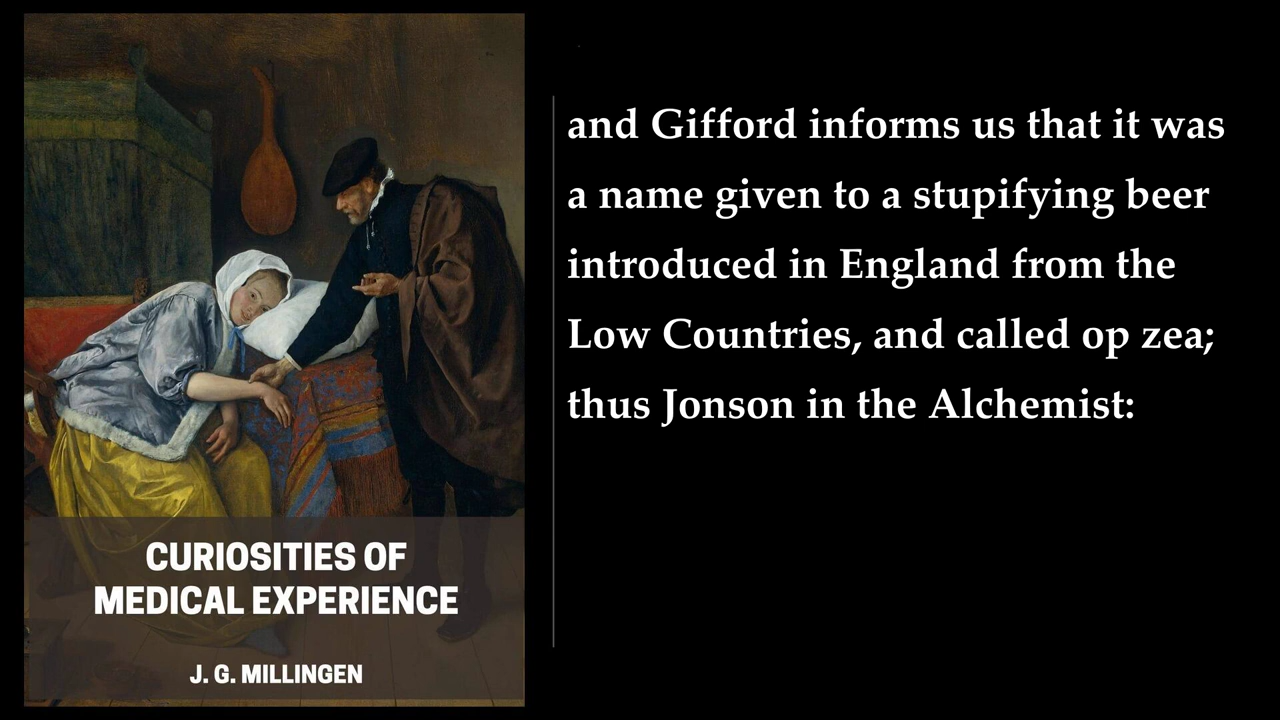 and Gifford informs us that it was
a name given to a stupifying beer
introduced in England from the
Low Countries, and called op zea;
thus Jonson in the Alchemist:
CURIOSITIES OF
MEDICAL EXPERIENCE
J. G. MILLINGEN